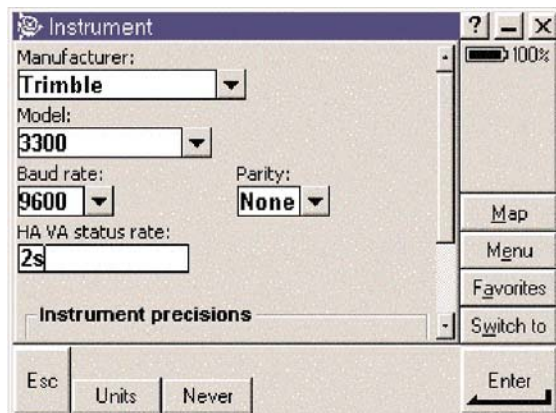 Instrument
? – X
Manufacturer:
Trimble
Model:
3300
Baud rate: Parity:
9600 None
HA VA status rate:
2s
Instrument precisions
100%
Map
Menu
Favorites
Switch to
Esc Units Never Enter